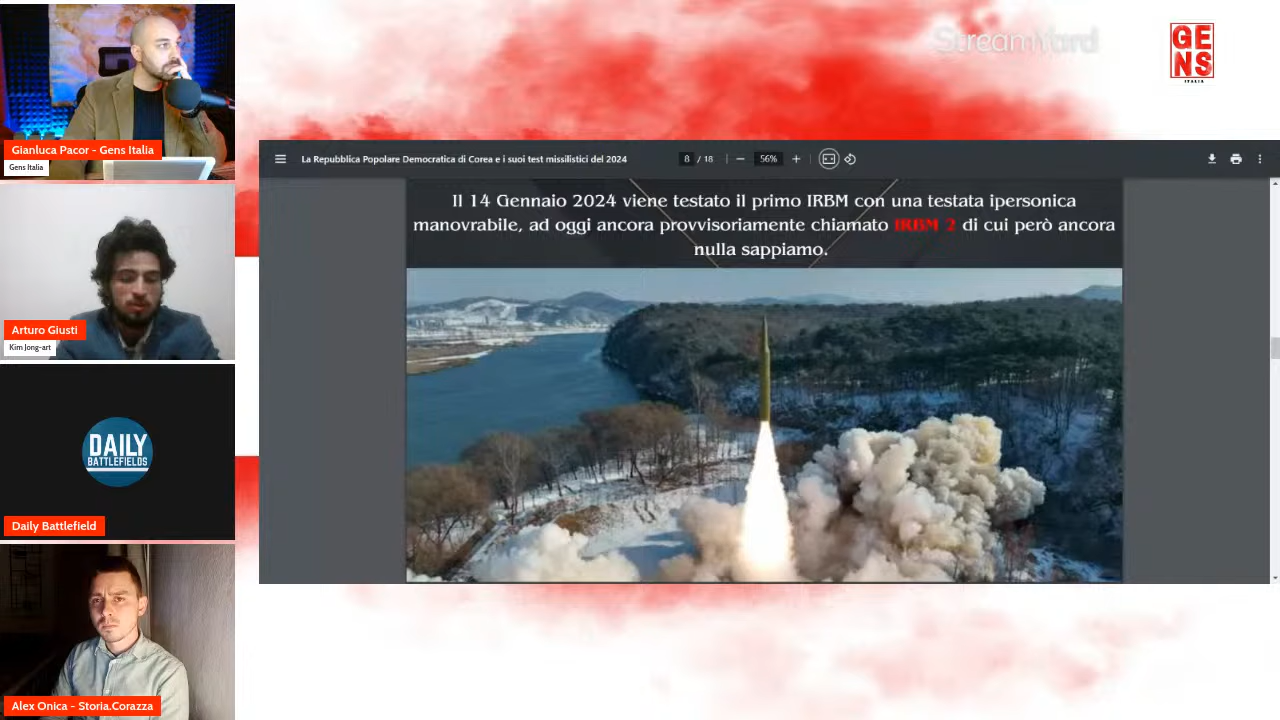 StreamYard
GE
NS
ITALIA
Gianluca Pacor - Gens Italia
Gens Italia
Arturo Giusti
Kim Jong-art
DAILY
BATTLEFIELDS
Daily Battlefield
Alex Onica - Storia.Corazza
La Repubblica Popolare Democratica di Corea e i suoi test missilistici del 2024
8 / 18
56%
Il 14 Gennaio 2024 viene testato il primo IRBM con una testata ipersonica
manovrabile, ad oggi ancora provvisoriamente chiamato IRBM 2 di cui però ancora
nulla sappiamo.